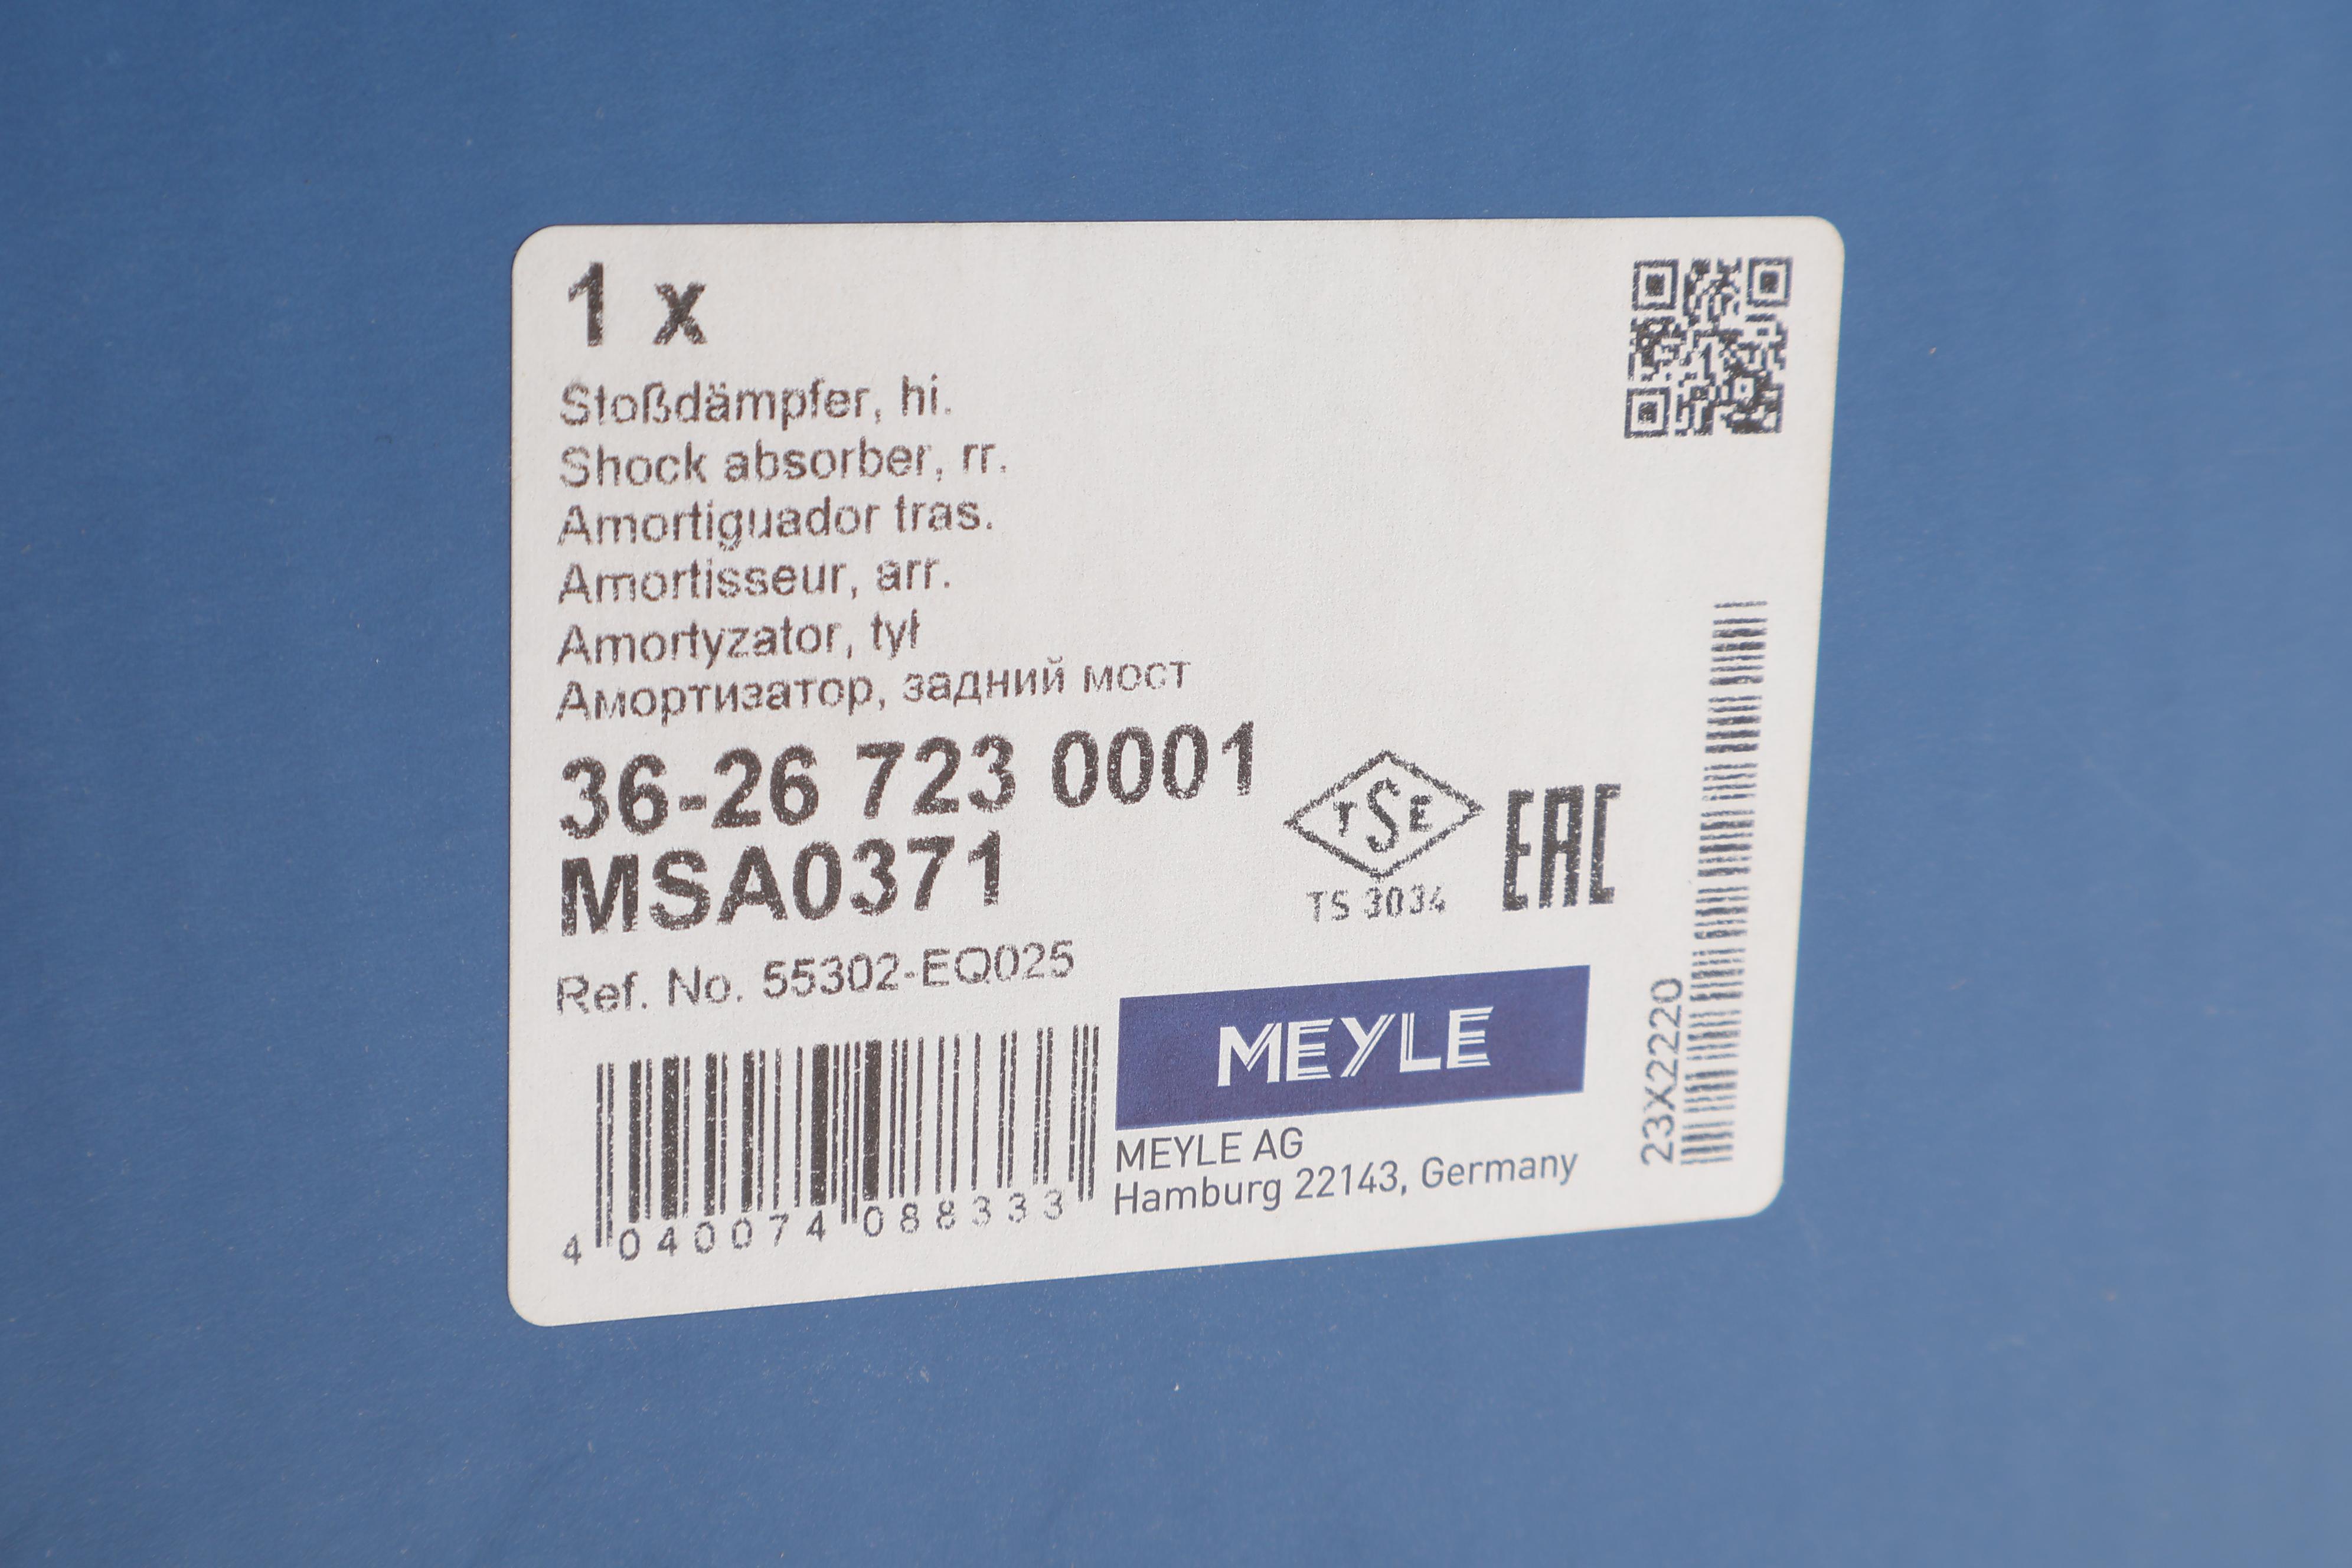 1 x
Stoßdämpfer, hi.
Shock absorber, rr.
Amortiguador tras.
Amortisseur, arr.
Amortyzator, tył
Амортизатор, задний мост
36-26 723 0001
MSA0371
TSE
TS 3034
EAC
Ref. No. 55302-EQ025
4 040074 088333
MEYLE
MEYLE AG
Hamburg 22143, Germany
23X2220